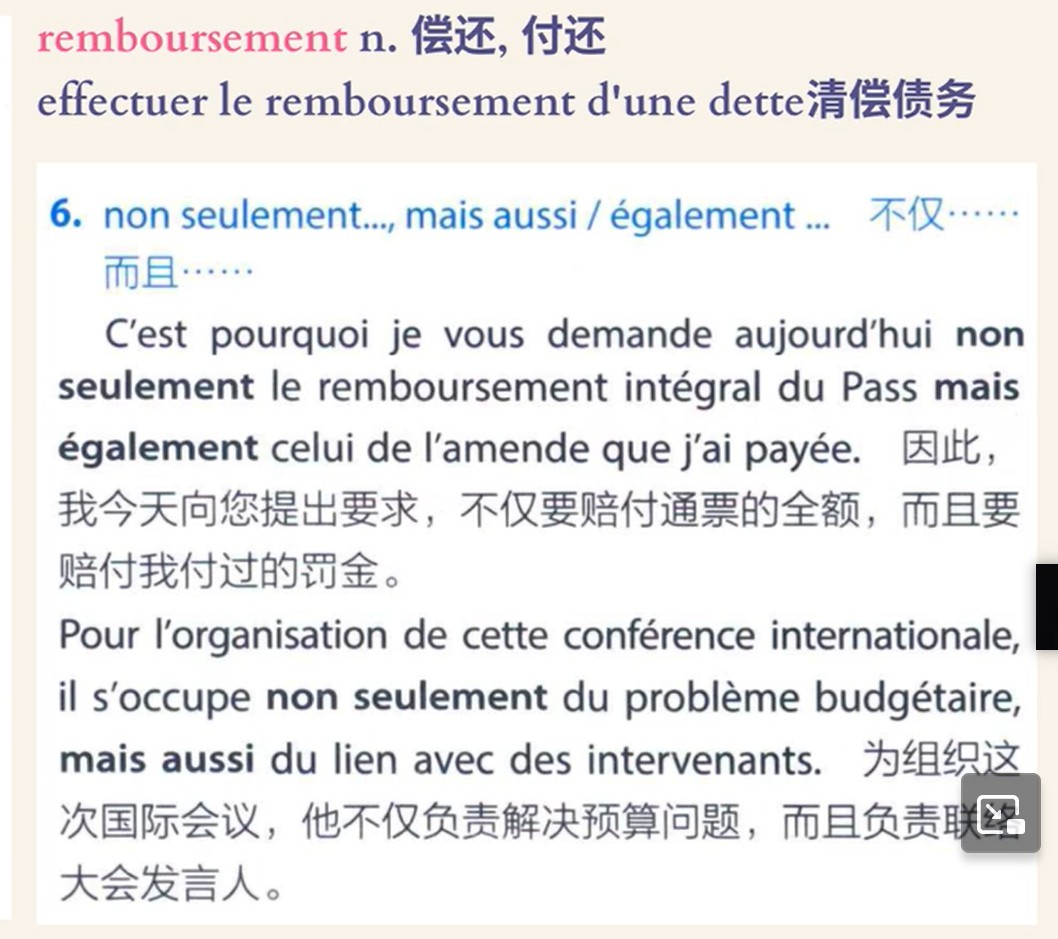 remboursement n. 偿还, 付还
effectuer le remboursement d'une dette清偿债务
6. non seulement..., mais aussi / également ... 不仅……
而且……
C'est pourquoi je vous demande aujourd'hui non
seulement le remboursement intégral du Pass mais
également celui de l'amende que j'ai payée. 因此，
我今天向您提出要求，不仅要赔付通票的全额，而且要
赔付我付过的罚金。
Pour l'organisation de cette conférence internationale,
il s'occupe non seulement du problème budgétaire,
mais aussi du lien avec des intervenants. 为组织这
次国际会议，他不仅负责解决预算问题，而且负责联络
大会发言人。